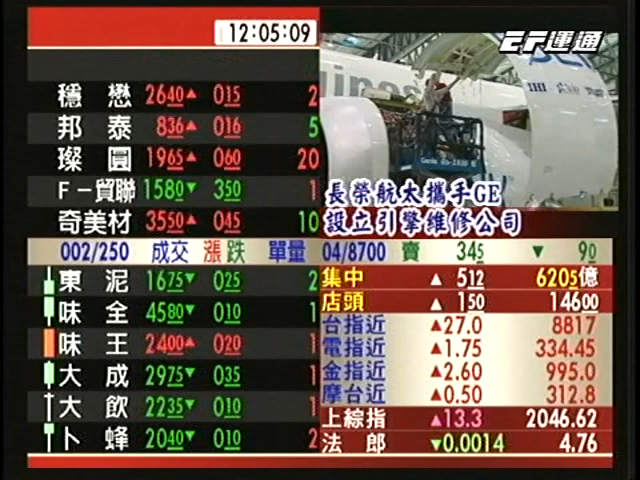 12:05:09
EF運通
穩懋 2640▲ 015 2
邦泰 836▲ 016 5
璨圓 1965▲ 060 20
F－貿聯 1580▼ 350 1
奇美材 3550▲ 045 10
IHI
Genie
長榮航太攜手GE
設立引擎維修公司
002/250 成交 漲跌 單量 04/8700 賣 345 ▼ 90
東泥 1675▼ 025 2
味全 4580▼ 010 1
味王 2400▲ 020 1
大成 2975▼ 035 1
大飲 2235▼ 010 1
卜蜂 2040▼ 010 2
集中 ▲ 512 6205億
店頭 ▲ 150 14600
台指近 ▲27.0 8817
電指近 ▲1.75 334.45
金指近 ▲2.60 995.0
摩台近 ▲0.50 312.8
上綜指 ▲13.3 2046.62
法郎 ▼0.0014 4.76